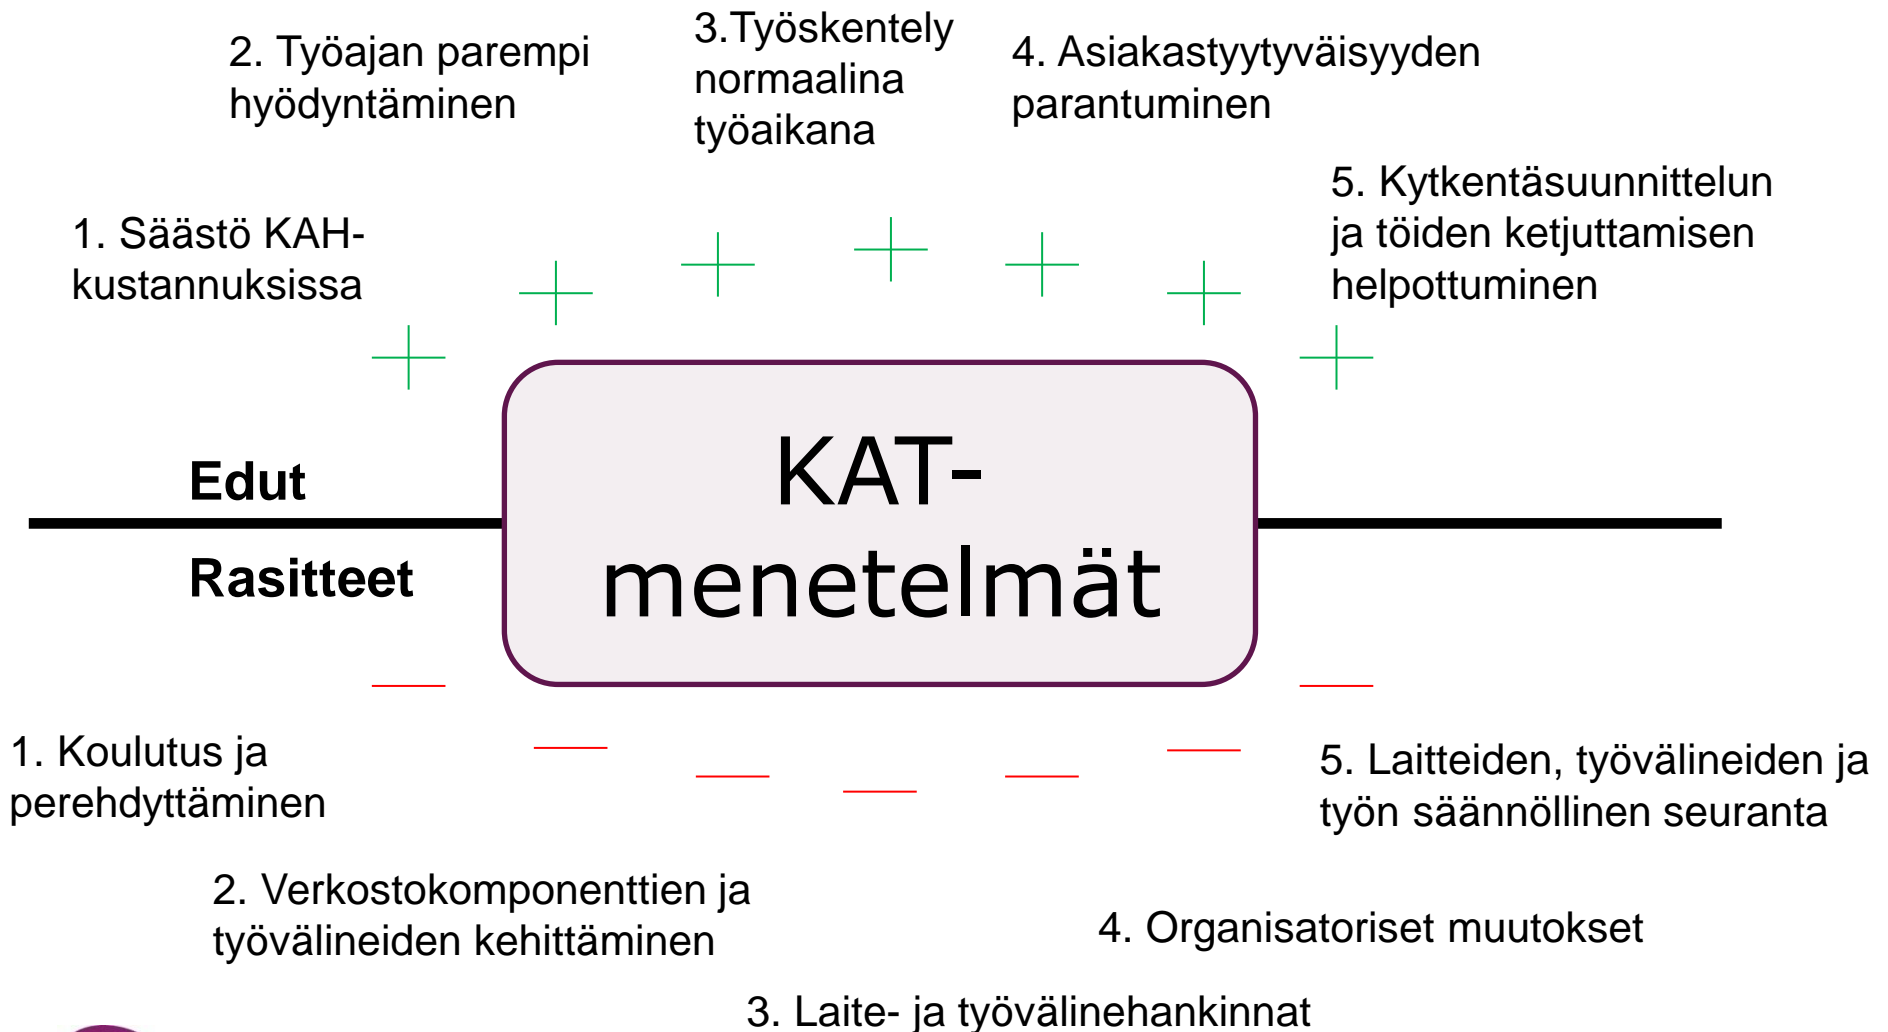 2. Työajan parempi
hyödyntäminen
3.Työskentely
normaalina
työaikana
4. Asiakastyytyväisyyden
parantuminen
1. Säästö KAH-
kustannuksissa
5. Kytkentäsuunnittelun
ja töiden ketjuttamisen
helpottuminen
Edut
KAT-
menetelmät
Rasitteet
1. Koulutus ja
perehdyttäminen
5. Laitteiden, työvälineiden ja
työn säännöllinen seuranta
2. Verkostokomponenttien ja
työvälineiden kehittäminen
4. Organisatoriset muutokset
3. Laite- ja työvälinehankinnat